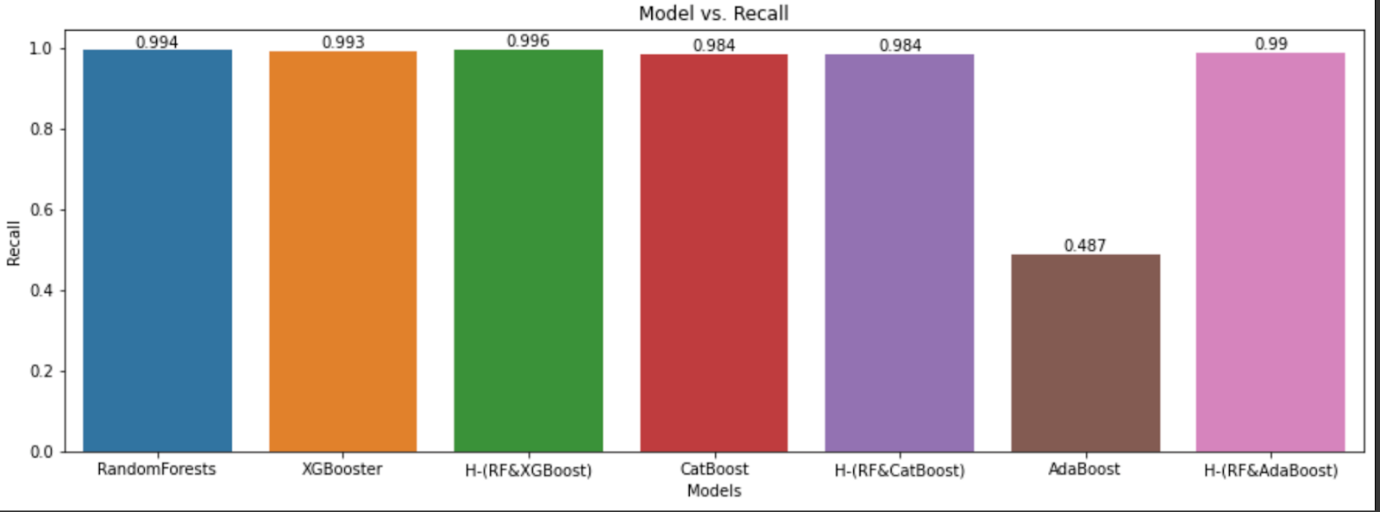 Model vs. Recall
0.994 0.993 0.996 0.984 0.984 0.487 0.99
1.0
0.8
0.6
0.4
0.2
0.0
Recall
RandomForests XGBooster H-(RF&XGBoost) CatBoost H-(RF&CatBoost) AdaBoost H-(RF&AdaBoost)
Models